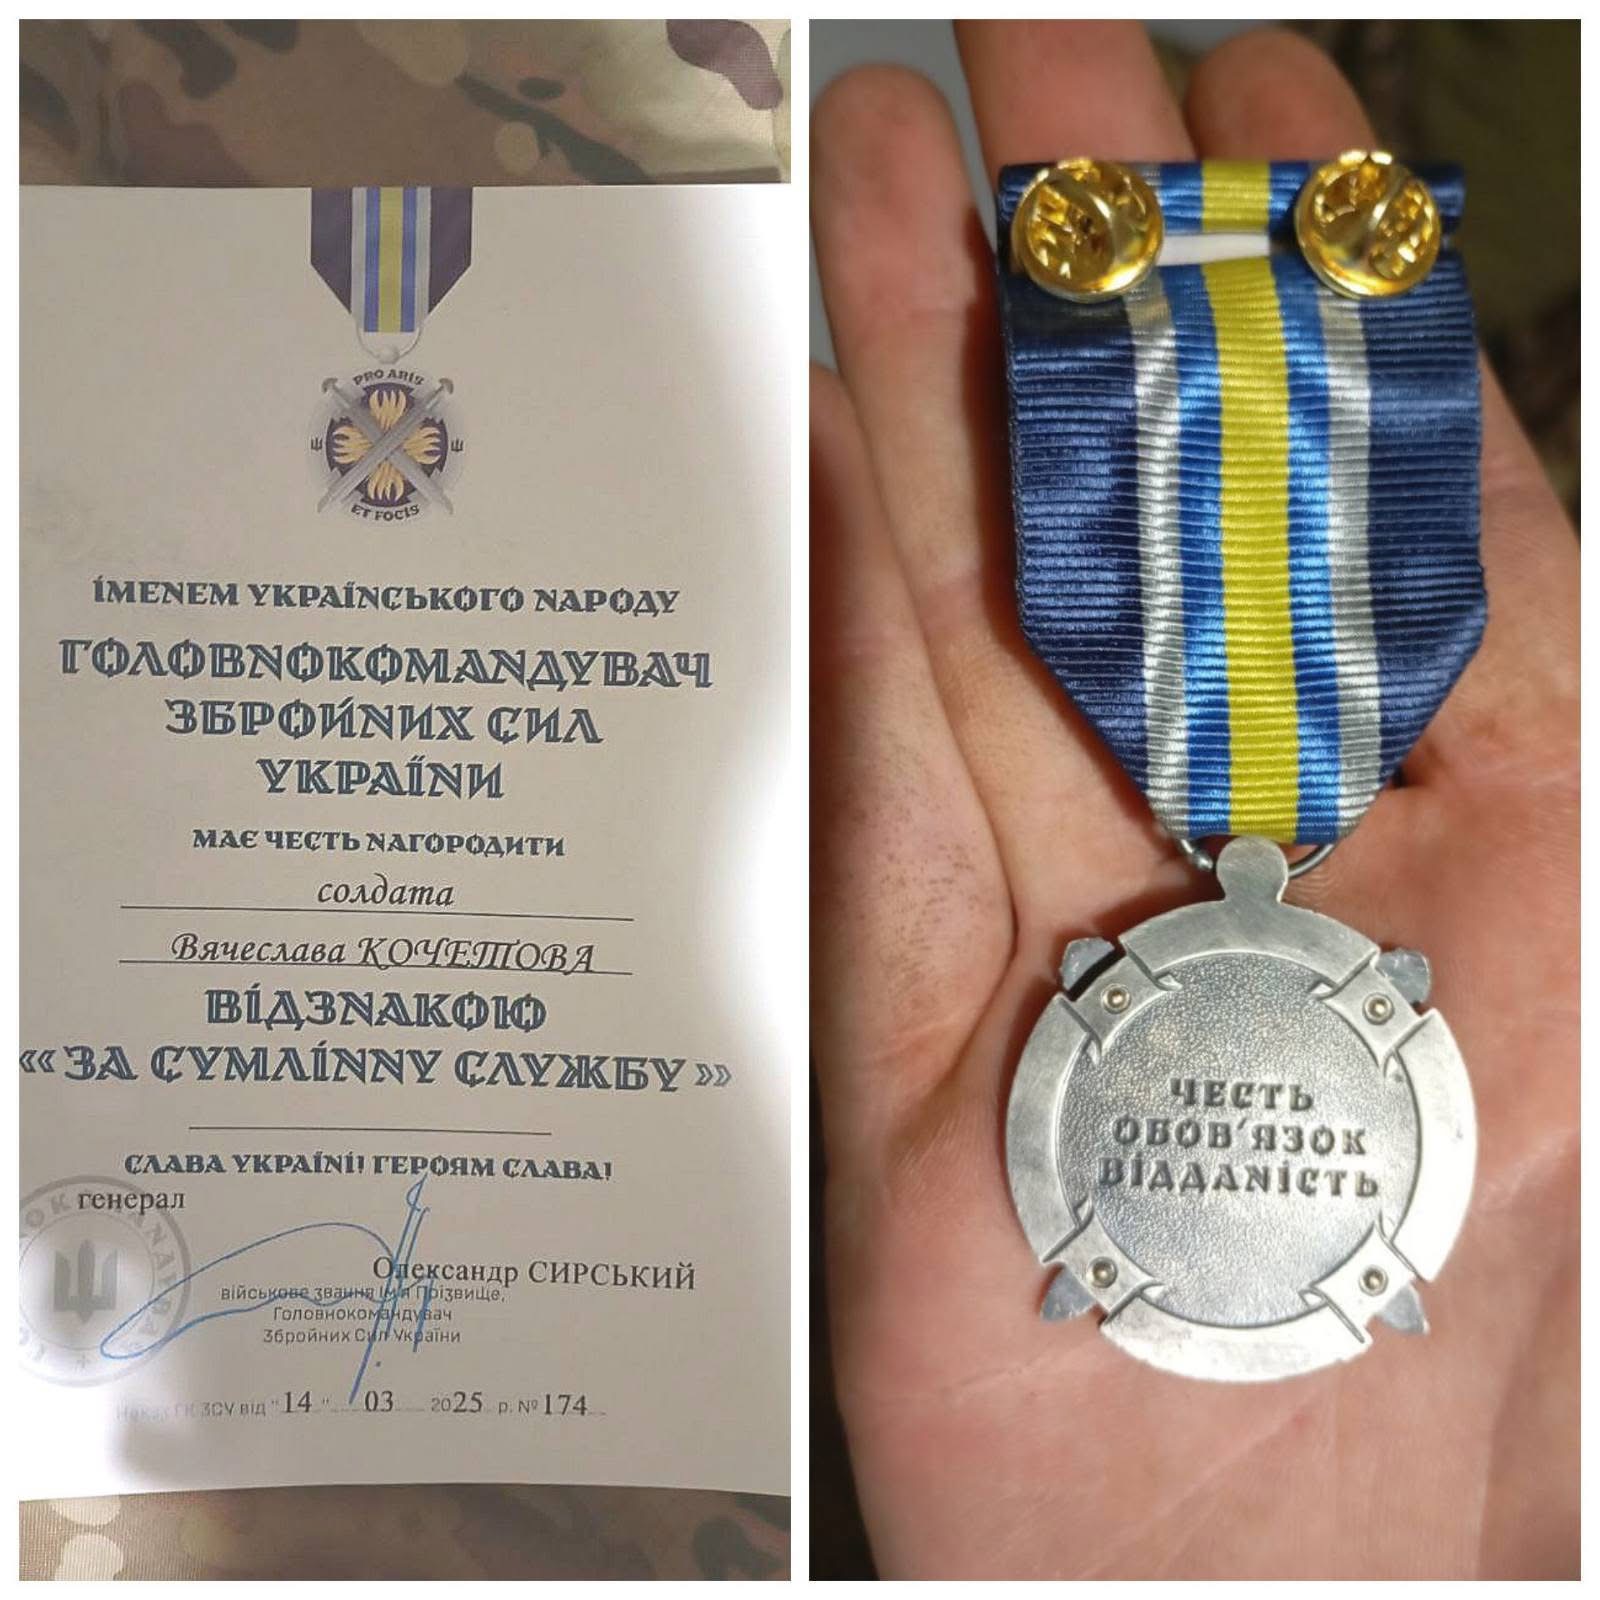 PRO ARIS
ET FOCIS
ІМЕНЕМ УКРАЇНСЬКОГО НАРОДУ
ГОЛОВНОКОМАНДУВАЧ
ЗБРОЙНИХ СИЛ
УКРАЇНИ
МАЄ ЧЕСТЬ НАГОРОДИТИ
солдата
Вячеслава КОЧЕТОВА
ВІДЗНАКОЮ
«ЗА СУМЛІННУ СЛУЖБУ»
СЛАВА УКРАЇНІ! ГЕРОЯМ СЛАВА!
генерал
Олександр СИРСЬКИЙ
військове звання Ім'я Прізвище,
Головнокомандувач
Збройних Сил України
Наказ ГК ЗСУ від "14" 03 2025 р. № 174
ЧЕСТЬ
ОБОВ'ЯЗОК
ВІДДАНІСТЬ